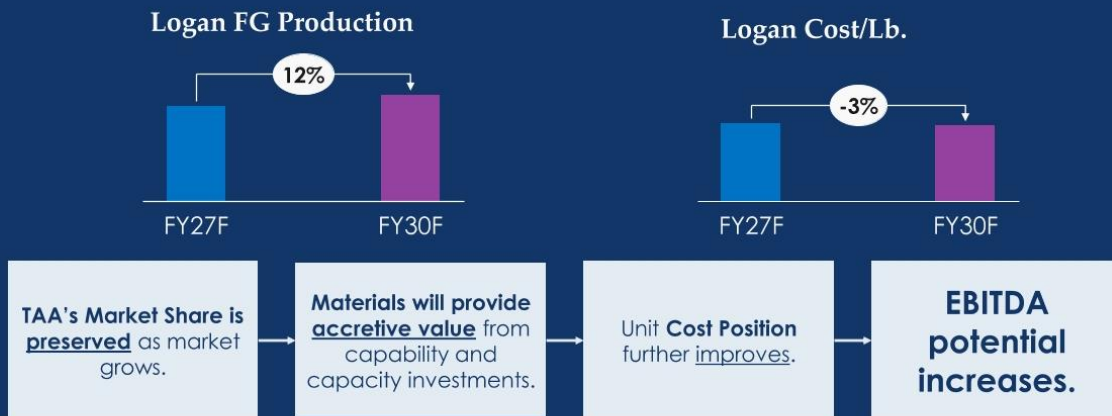 Logan FG Production
12%
FY27F
FY30F
Logan Cost/Lb.
-3%
FY27F
FY30F
TAA's Market Share is
preserved as market
grows.
Materials will provide
accretive value from
capability and
capacity investments.
Unit Cost Position
further improves.
EBITDA
potential
increases.